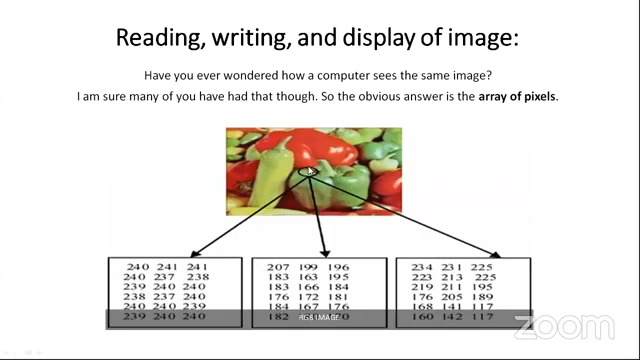 Reading, writing, and display of image:
Have you ever wondered how a computer sees the same image?
I am sure many of you have had that though. So the obvious answer is the array of pixels.
240 241 241
240 237 238
239 240 240
238 237 240
240 240 239
239 240 240
207 199 196
183 163 195
183 166 184
176 172 181
184 167 176
182
234 231 225
223 213 225
219 211 195
176 205 189
168 141 117
160 142 117
RGB IMAGE
zoom